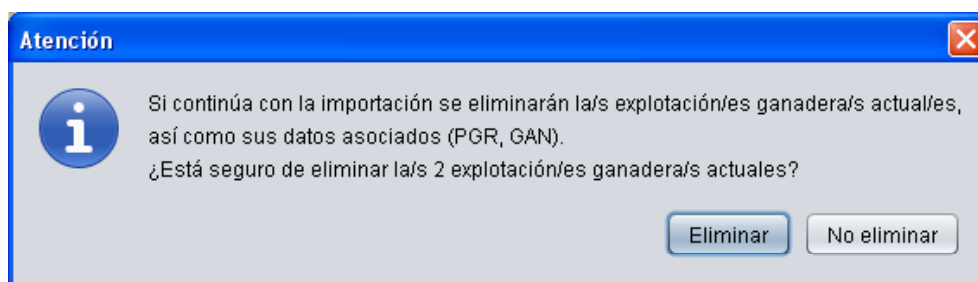 Atención
Si continúa con la importación se eliminarán la/s explotación/es ganadera/s actual/es,
así como sus datos asociados (PGR, GAN).
¿Está seguro de eliminar la/s 2 explotación/es ganadera/s actuales?
Eliminar
No eliminar